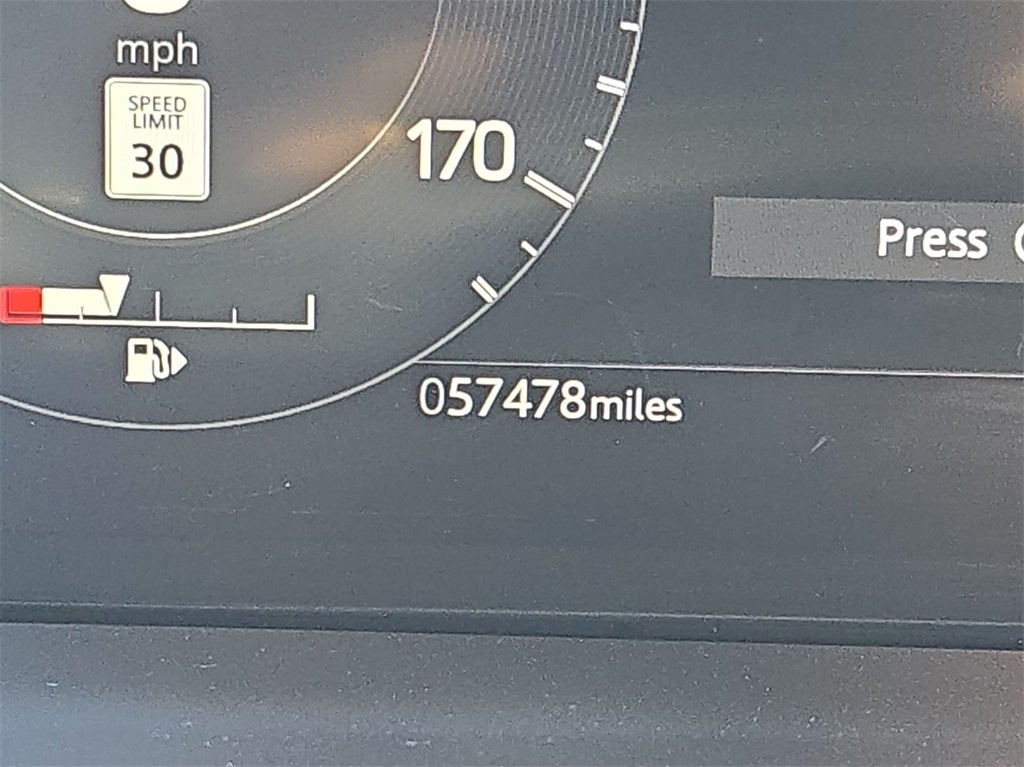 mph
SPEED
LIMIT
30
170
Press
057478miles